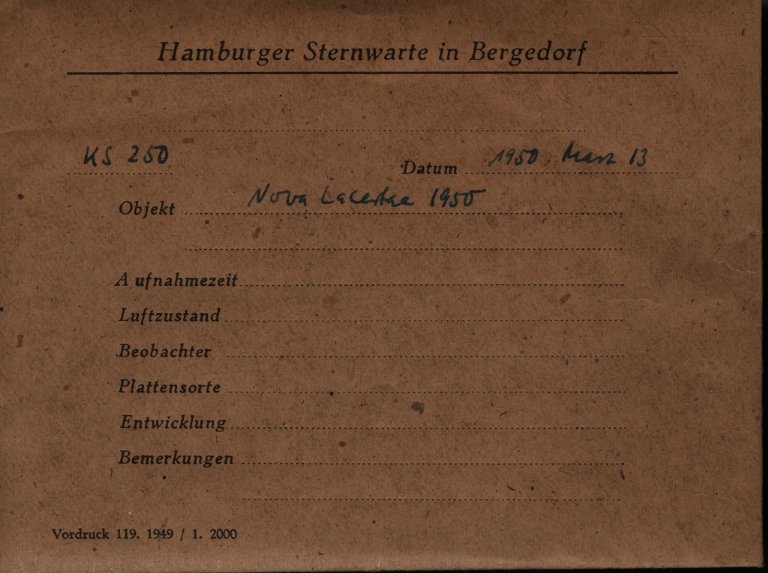 Hamburger Sternwarte in Bergedorf
KS 250 Datum 1950 März 13
Objekt Nova Lacertae 1950
Aufnahmezeit
Luftzustand
Beobachter
Plattensorte
Entwicklung
Bemerkungen
Vordruck 119. 1949 / 1. 2000